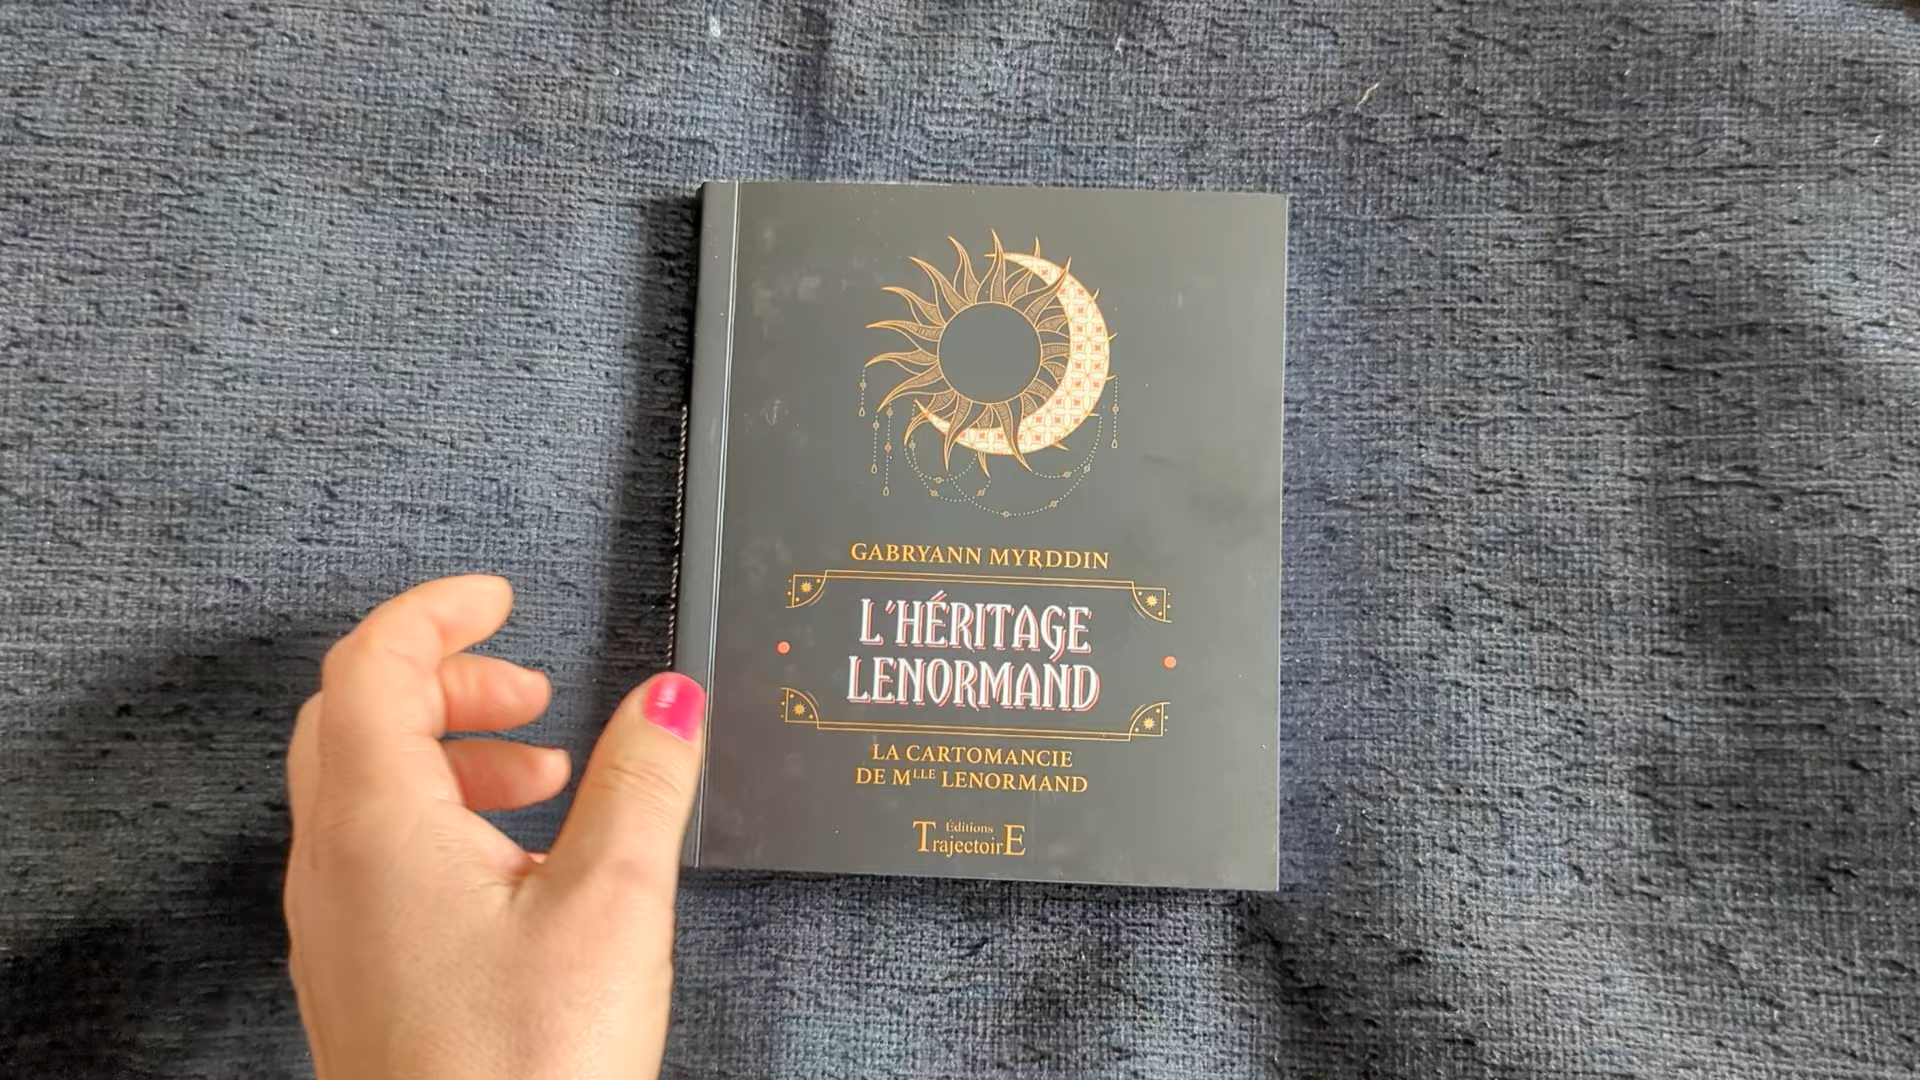 GABRYANN MYRDDIN
L'HÉRITAGE
LENORMAND
LA CARTOMANCIE
DE MLLE LENORMAND
Éditions
TrajectoirE